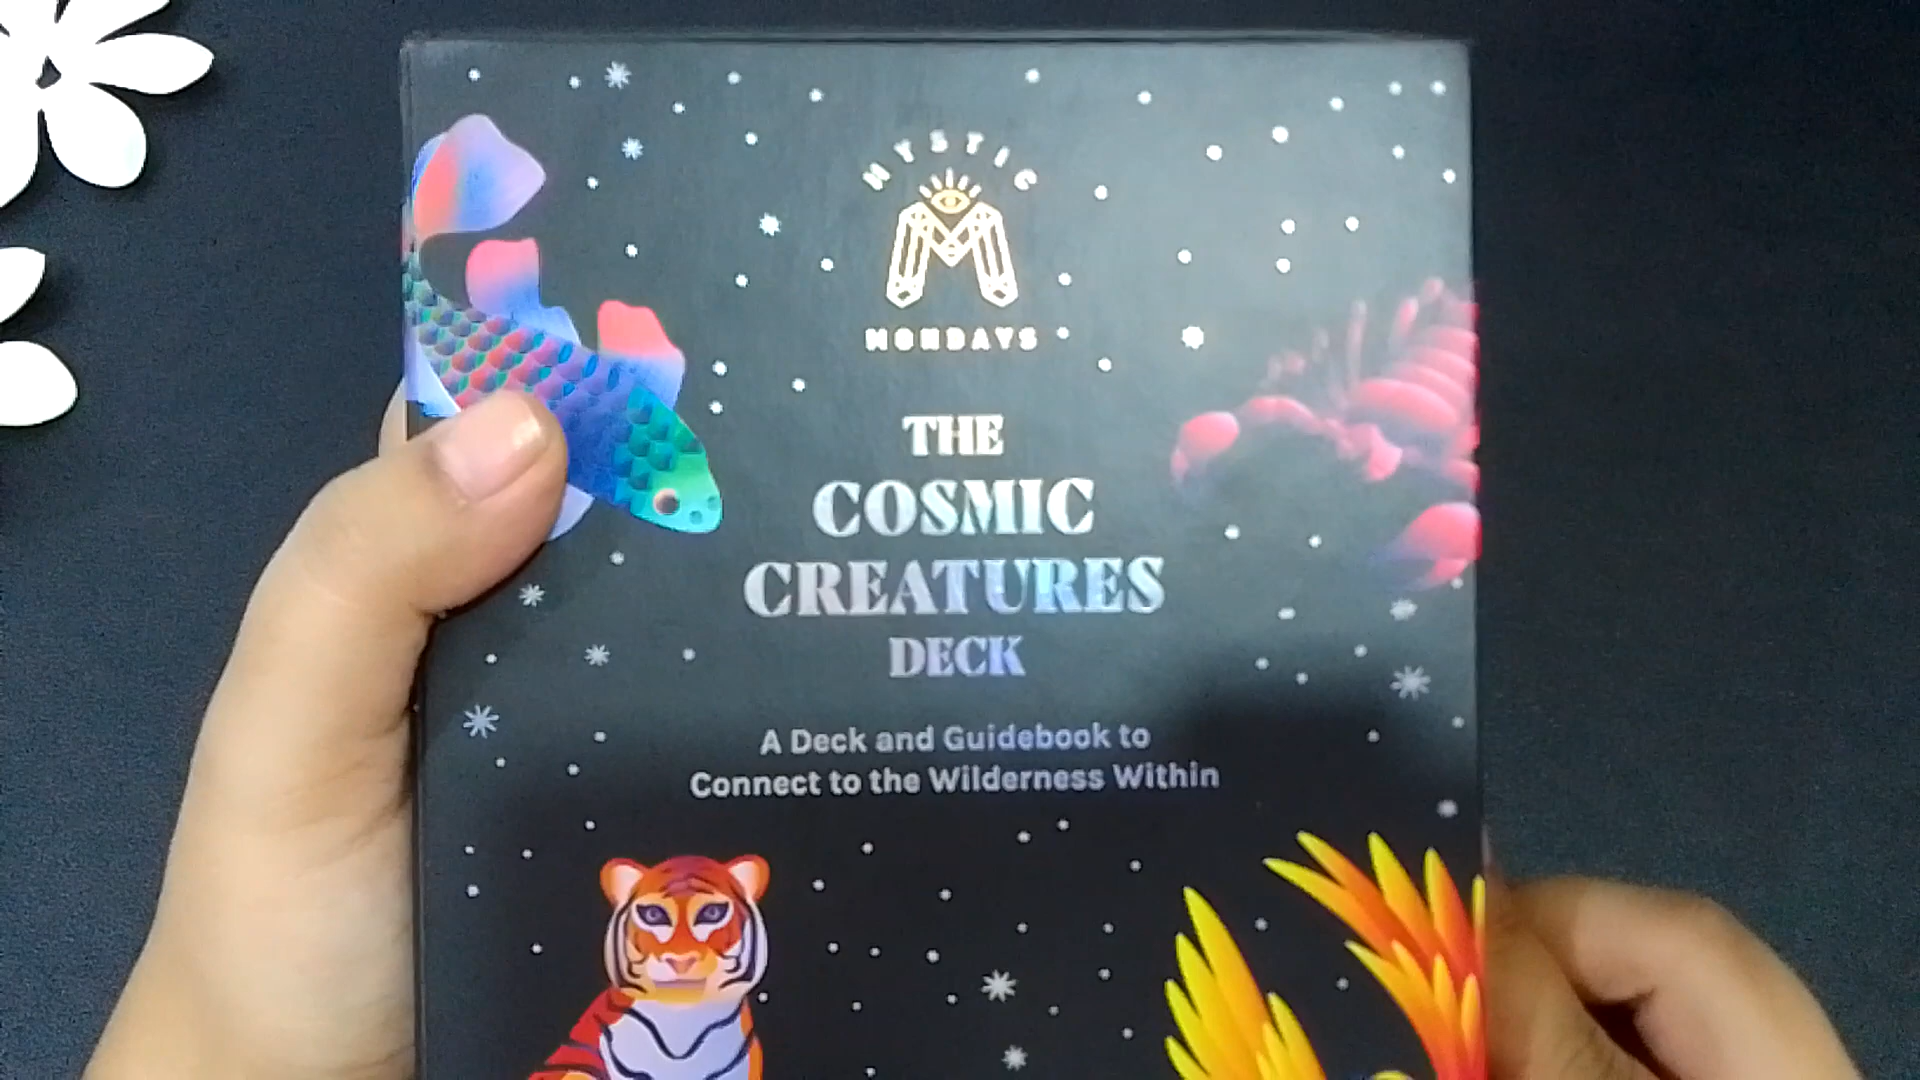 MYSTIC
MONDAYS
THE
COSMIC
CREATURES
DECK
A Deck and Guidebook to
Connect to the Wilderness Within